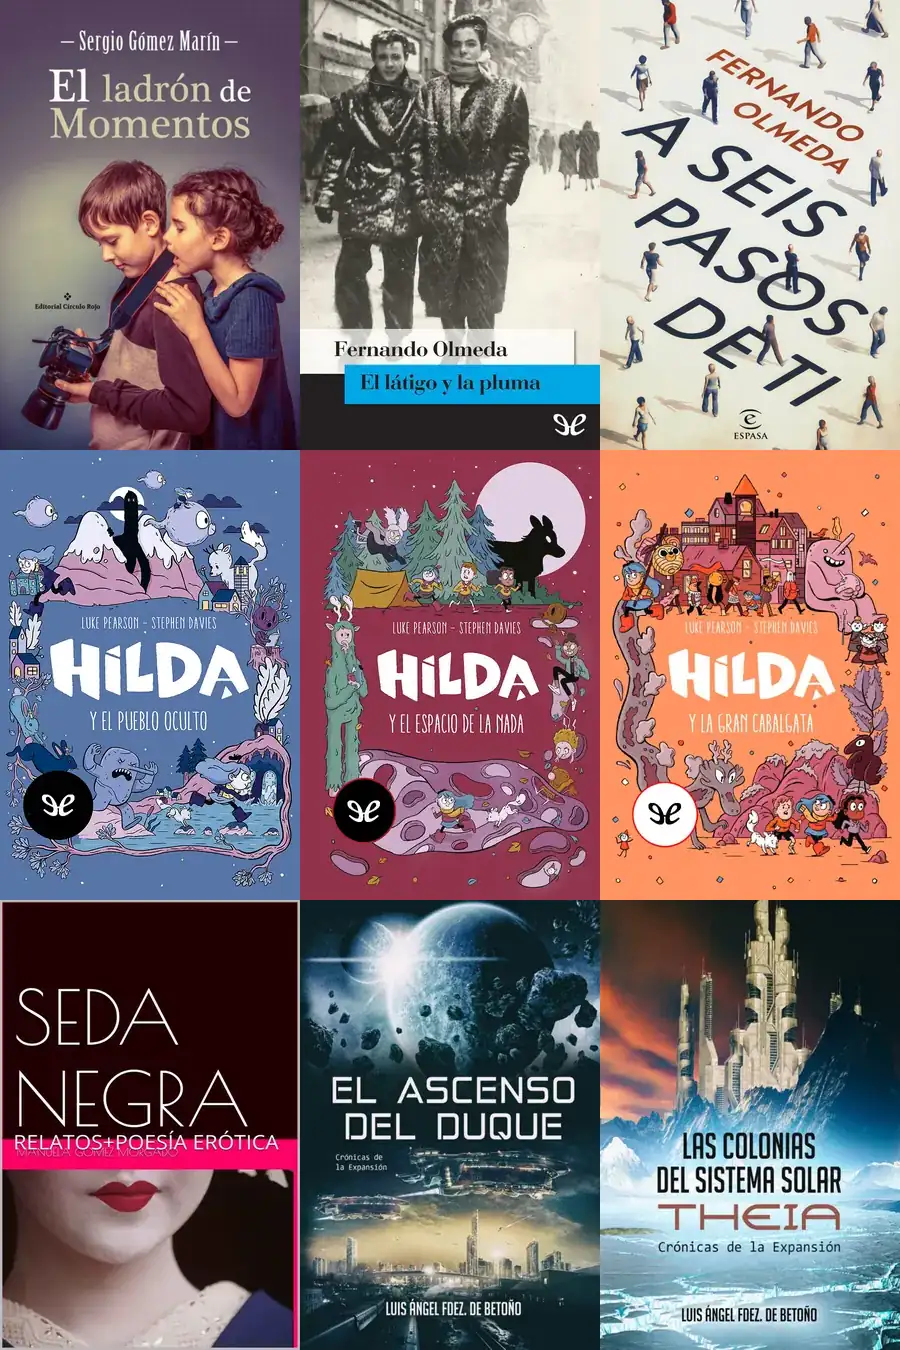 – Sergio Gómez Marín –
El ladrón de
Momentos
Editorial Círculo Rojo
Fernando Olmeda
El látigo y la pluma
FERNANDO
OLMEDA
A SEIS
PASOS
DE TI
e
ESPASA
LUKE PEARSON – STEPHEN DAVIES
HILDA
Y EL PUEBLO OCULTO
LUKE PEARSON – STEPHEN DAVIES
HILDA
Y EL ESPACIO DE LA NADA
LUKE PEARSON – STEPHEN DAVIES
HILDA
Y LA GRAN CABALGATA
SEDA
NEGRA
RELATOS+POESÍA ERÓTICA
MANUELA GÓMEZ MORGADO
EL ASCENSO
DEL DUQUE
Crónicas de
la Expansión
LUIS ÁNGEL FDEZ. DE BETOÑO
LAS COLONIAS
DEL SISTEMA SOLAR
THEIA
Crónicas de la Expansión
LUIS ÁNGEL FDEZ. DE BETOÑO